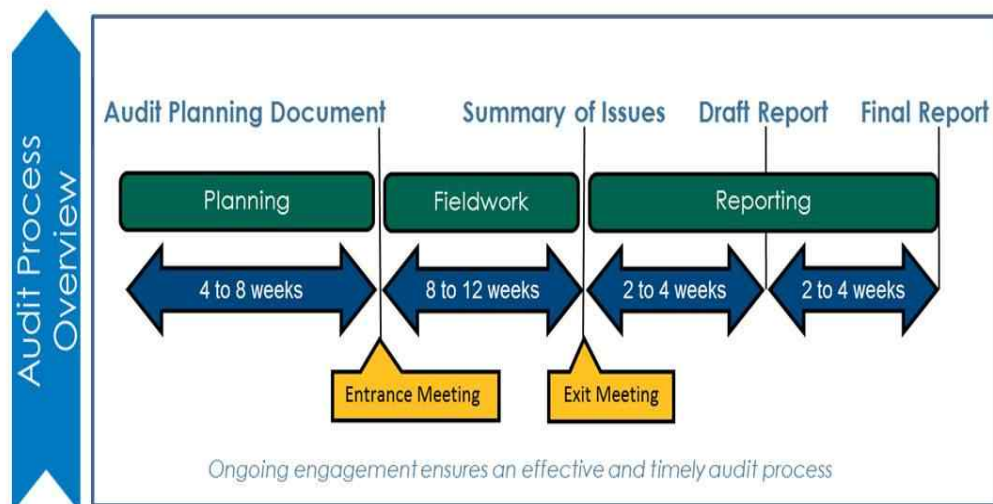 Audit Process
Overview
Audit Planning Document
Summary of Issues
Draft Report
Final Report
Planning
Fieldwork
Reporting
4 to 8 weeks
8 to 12 weeks
2 to 4 weeks
2 to 4 weeks
Entrance Meeting
Exit Meeting
Ongoing engagement ensures an effective and timely audit process